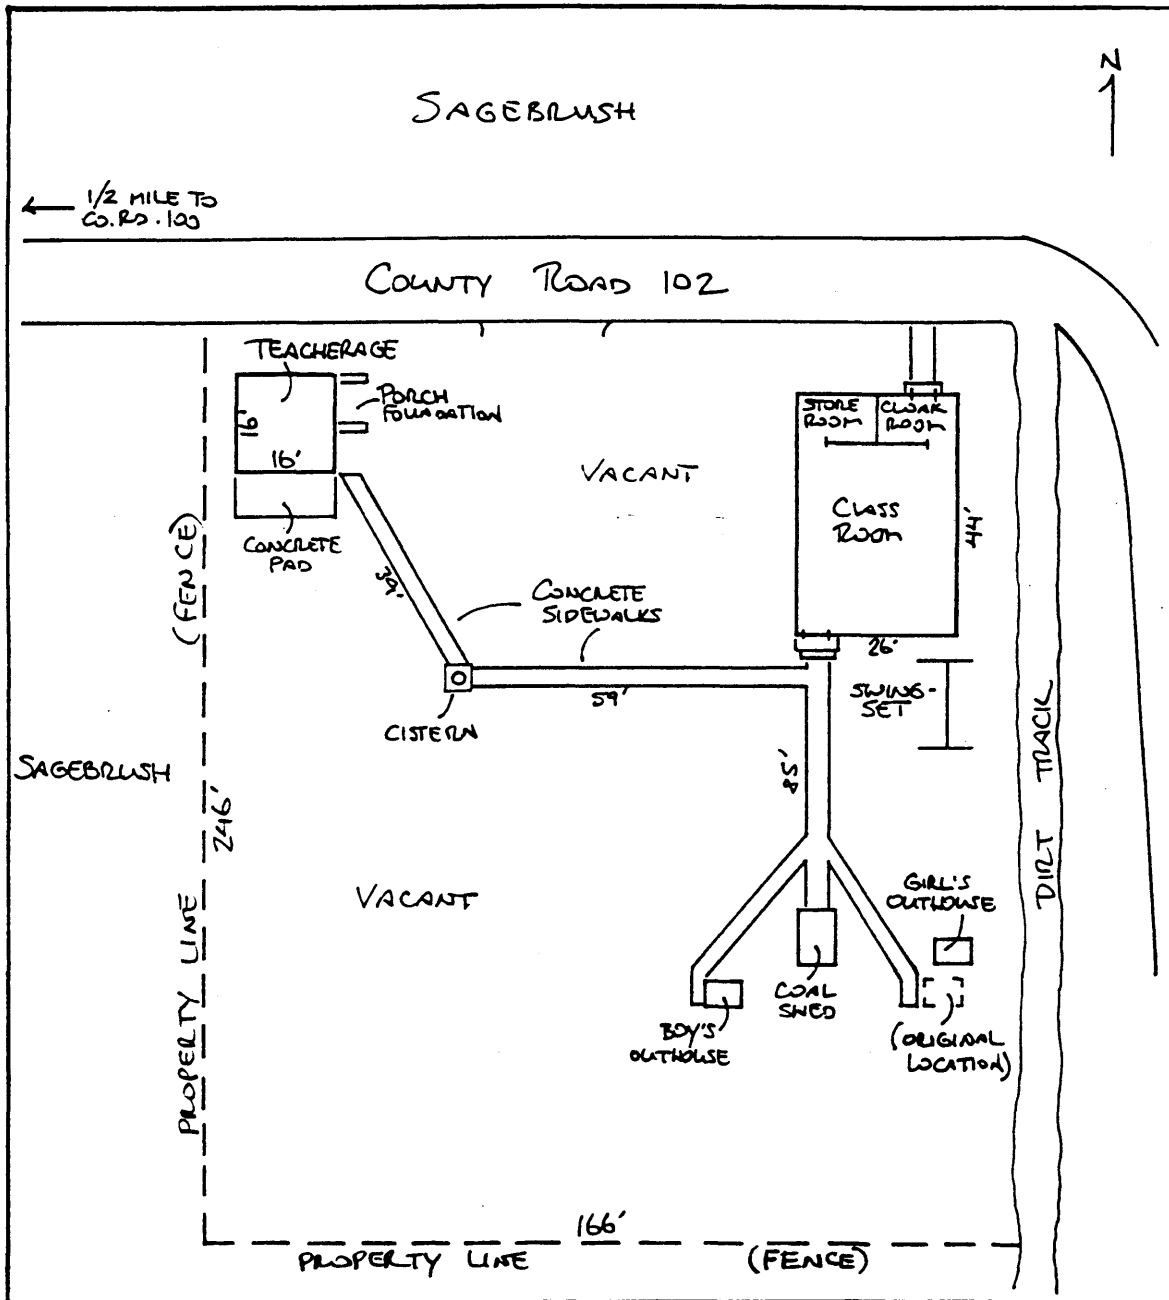 N
SAGEBRUSH
1/2 MILE TO
CO. RD. 100
COUNTY ROAD 102
TEACHERAGE
PORCH
FOUNDATION
16'
16'
STORE
ROOM
CLOAK
ROOM
VACANT
CLASS
ROOM
44'
26'
CONCRETE
PAD
(FENCE)
39'
CONCRETE
SIDEWALKS
59'
CISTERN
SWING-
SET
SAGEBRUSH
246'
85'
DIRT TRACK
VACANT
GIRL'S
OUTHOUSE
PROPERTY LINE
COAL
SHED
BOY'S
OUTHOUSE
(ORIGINAL
LOCATION)
166'
PROPERTY LINE
(FENCE)